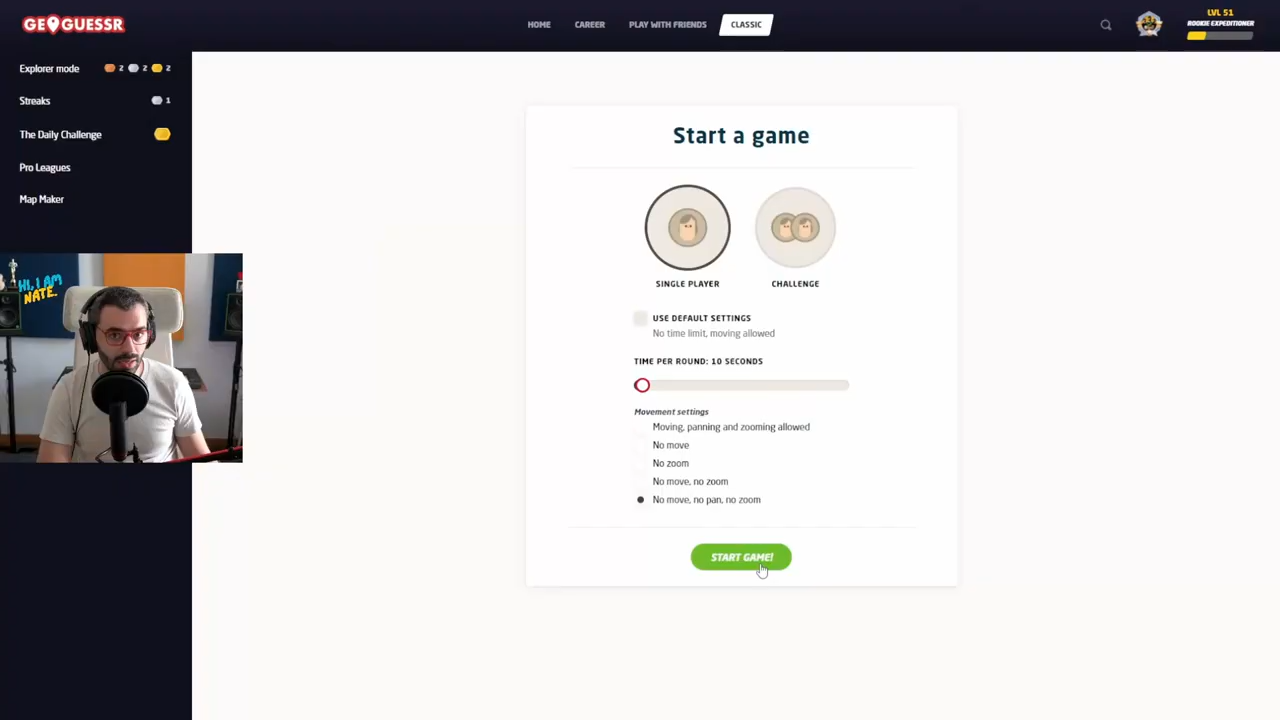 GEOGUESSR
HOME
CAREER
PLAY WITH FRIENDS
CLASSIC
LVL 51
ROOKIE EXPEDITIONER
Explorer mode 2 2 2
Streaks 1
The Daily Challenge
Pro Leagues
Map Maker
HI, I AM
NATE.
Start a game
SINGLE PLAYER
CHALLENGE
USE DEFAULT SETTINGS
No time limit, moving allowed
TIME PER ROUND: 10 SECONDS
Movement settings
Moving, panning and zooming allowed
No move
No zoom
No move, no zoom
No move, no pan, no zoom
START GAME!